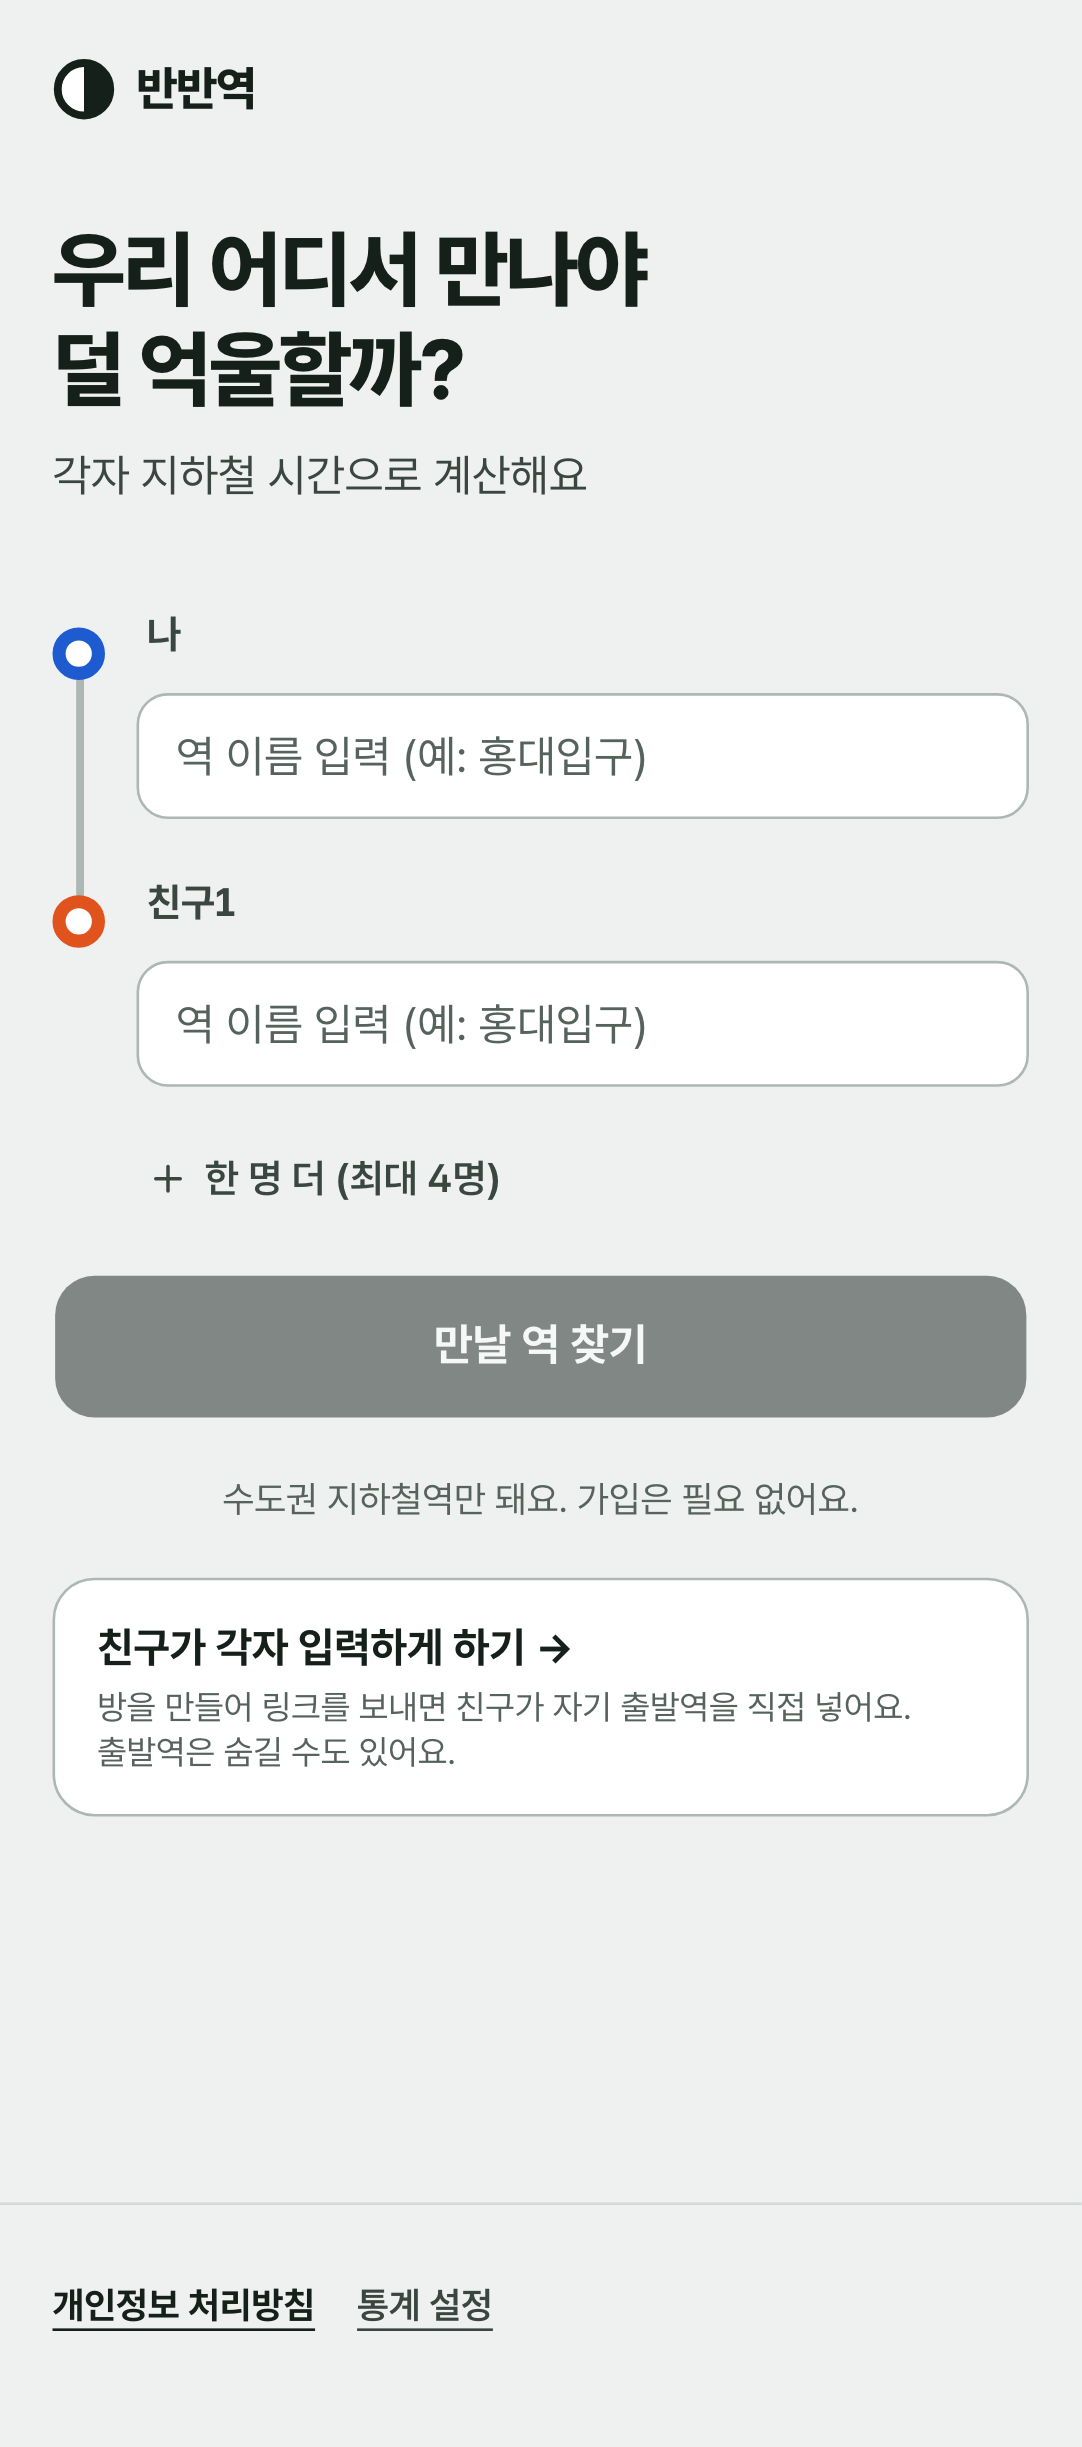 반반역
우리 어디서 만나야
덜 억울할까?
각자 지하철 시간으로 계산해요
나
역 이름 입력 (예: 홍대입구)
친구1
역 이름 입력 (예: 홍대입구)
+ 한 명 더 (최대 4명)
만날 역 찾기
수도권 지하철역만 돼요. 가입은 필요 없어요.
친구가 각자 입력하게 하기 →
방을 만들어 링크를 보내면 친구가 자기 출발역을 직접 넣어요.
출발역은 숨길 수도 있어요.
개인정보 처리방침 통계 설정